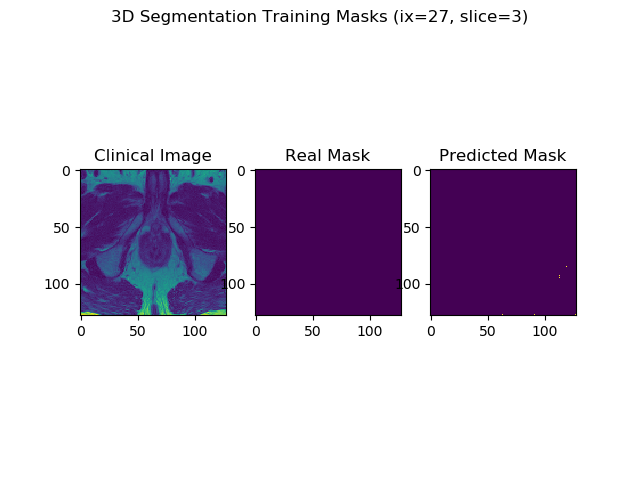 3D Segmentation Training Masks (ix=27, slice=3)
Clinical Image Real Mask Predicted Mask
0 0 0
50 50 50
100 100 100
0 50 100 0 50 100 0 50 100